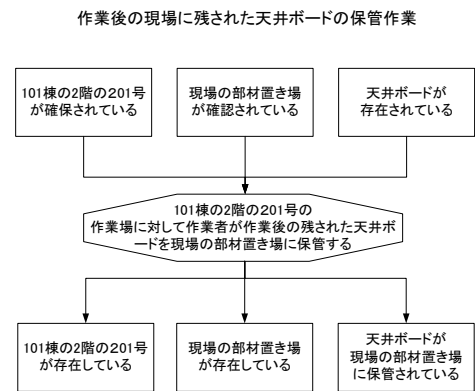 作業後の現場に残された天井ボードの保管作業
101棟の2階の201号
が確保されている
現場の部材置き場
が確認されている
天井ボードが
存在されている
101棟の2階の201号の
作業場に対して作業者が作業後の残された天井ボ
ードを現場の部材置き場に保管する
101棟の2階の201号
が存在している
現場の部材置き場
が存在している
天井ボードが
現場の部材置き場
に保管されている